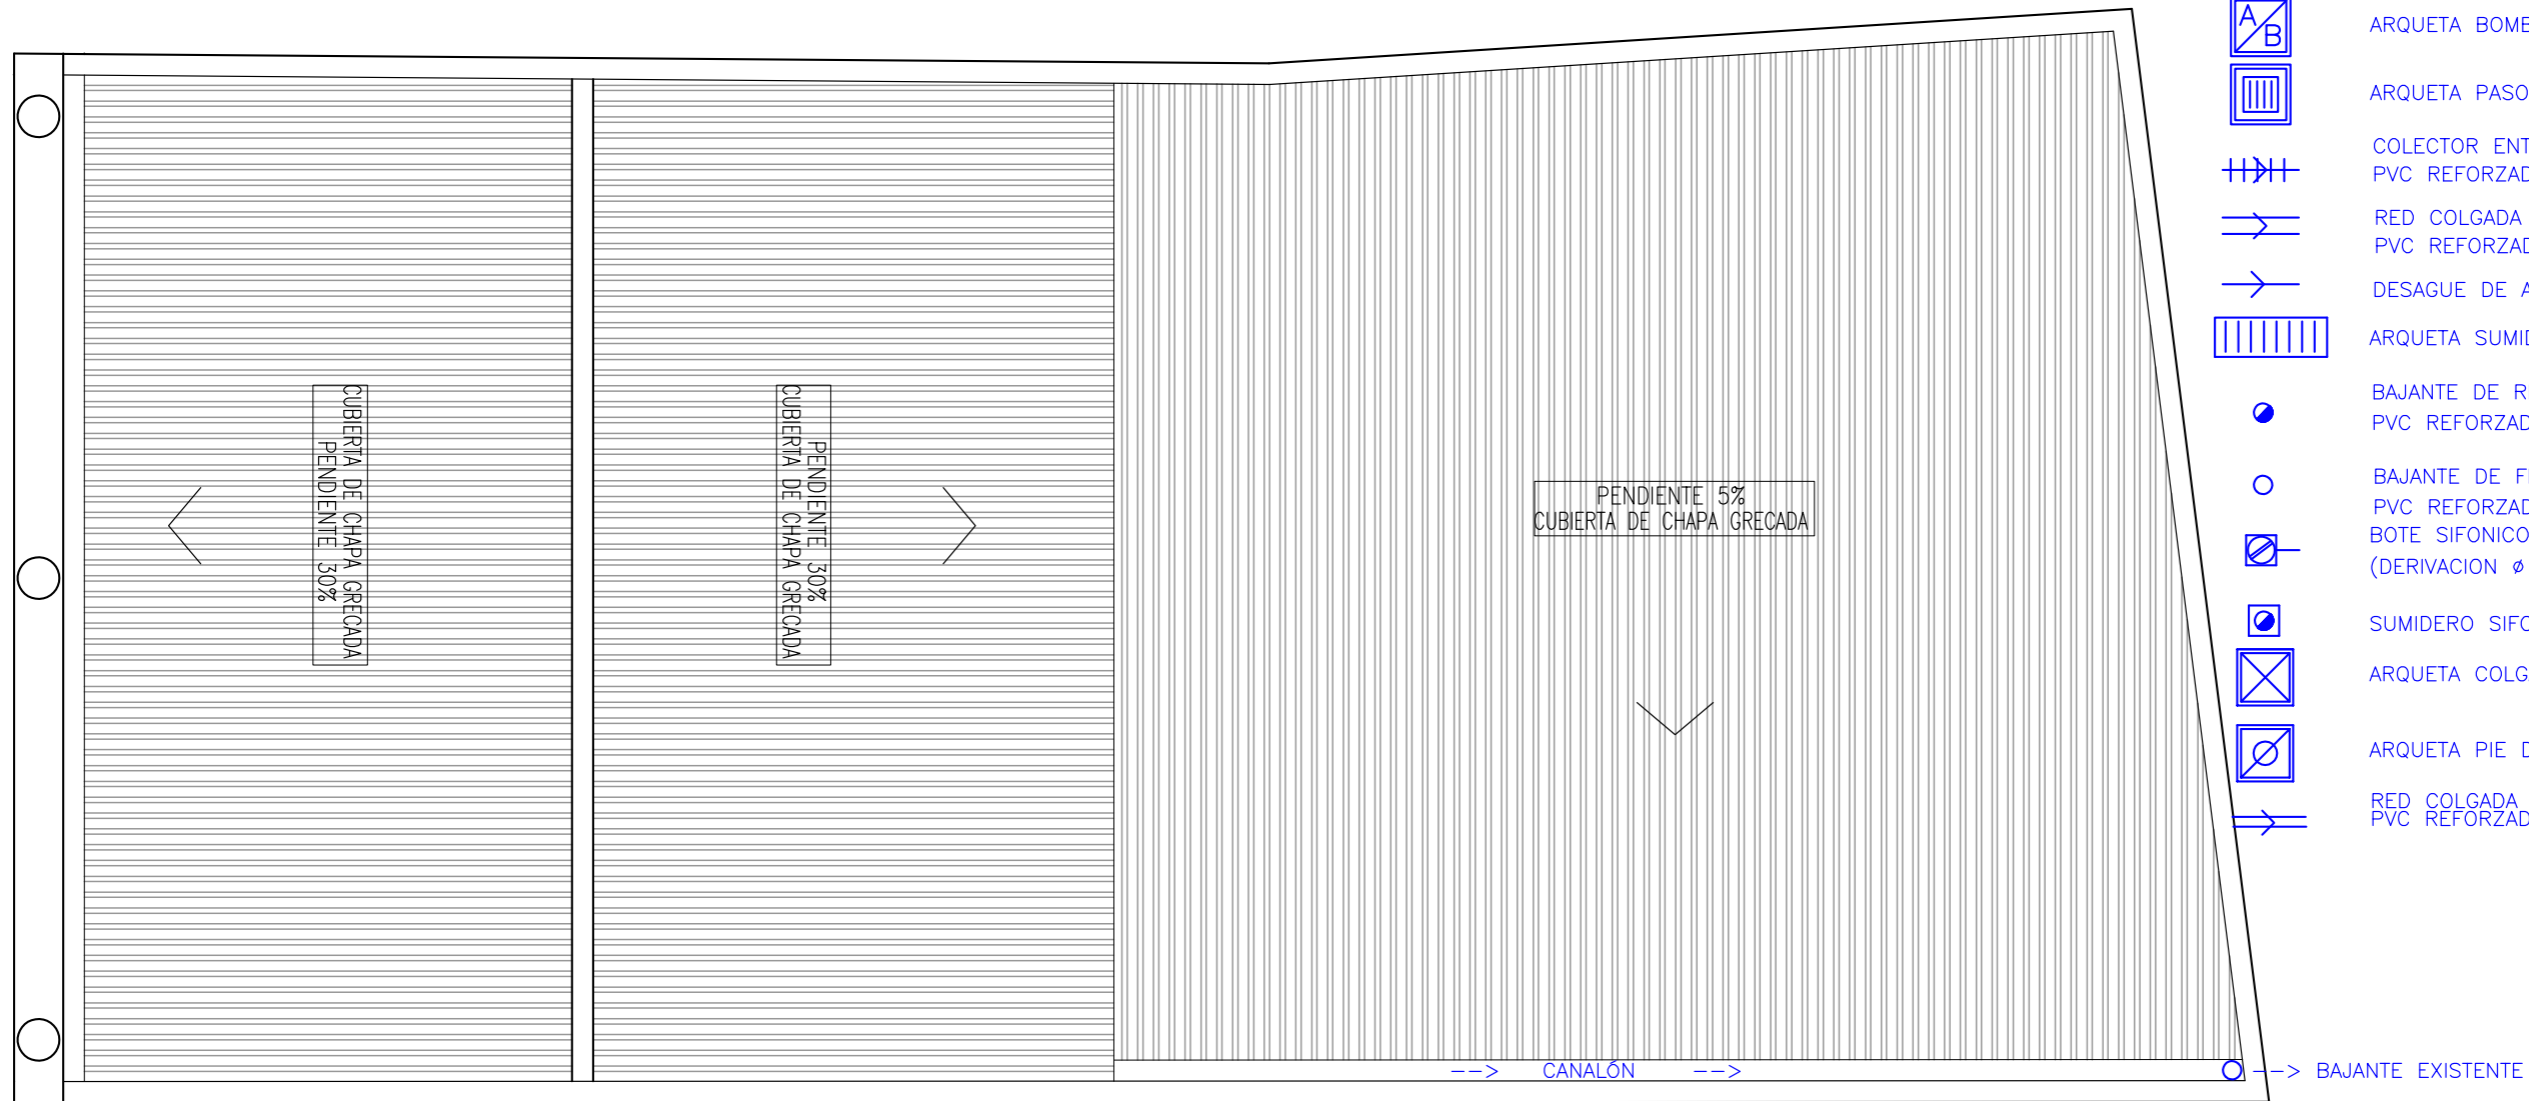 CUBIERTA DE CHAPA GRECADA
PENDIENTE 30%
PENDIENTE 30%
CUBIERTA DE CHAPA GRECADA
PENDIENTE 5%
CUBIERTA DE CHAPA GRECADA
--> CANALÓN -->
--> BAJANTE EXISTENTE
A/B
ARQUETA BOMB
ARQUETA PASO
COLECTOR ENT
PVC REFORZAD
RED COLGADA
PVC REFORZAD
DESAGUE DE A
ARQUETA SUMID
BAJANTE DE R
PVC REFORZAD
BAJANTE DE F
PVC REFORZAD
BOTE SIFONICO
(DERIVACION Ø
SUMIDERO SIFO
ARQUETA COLG
ARQUETA PIE D
RED COLGADA
PVC REFORZAD